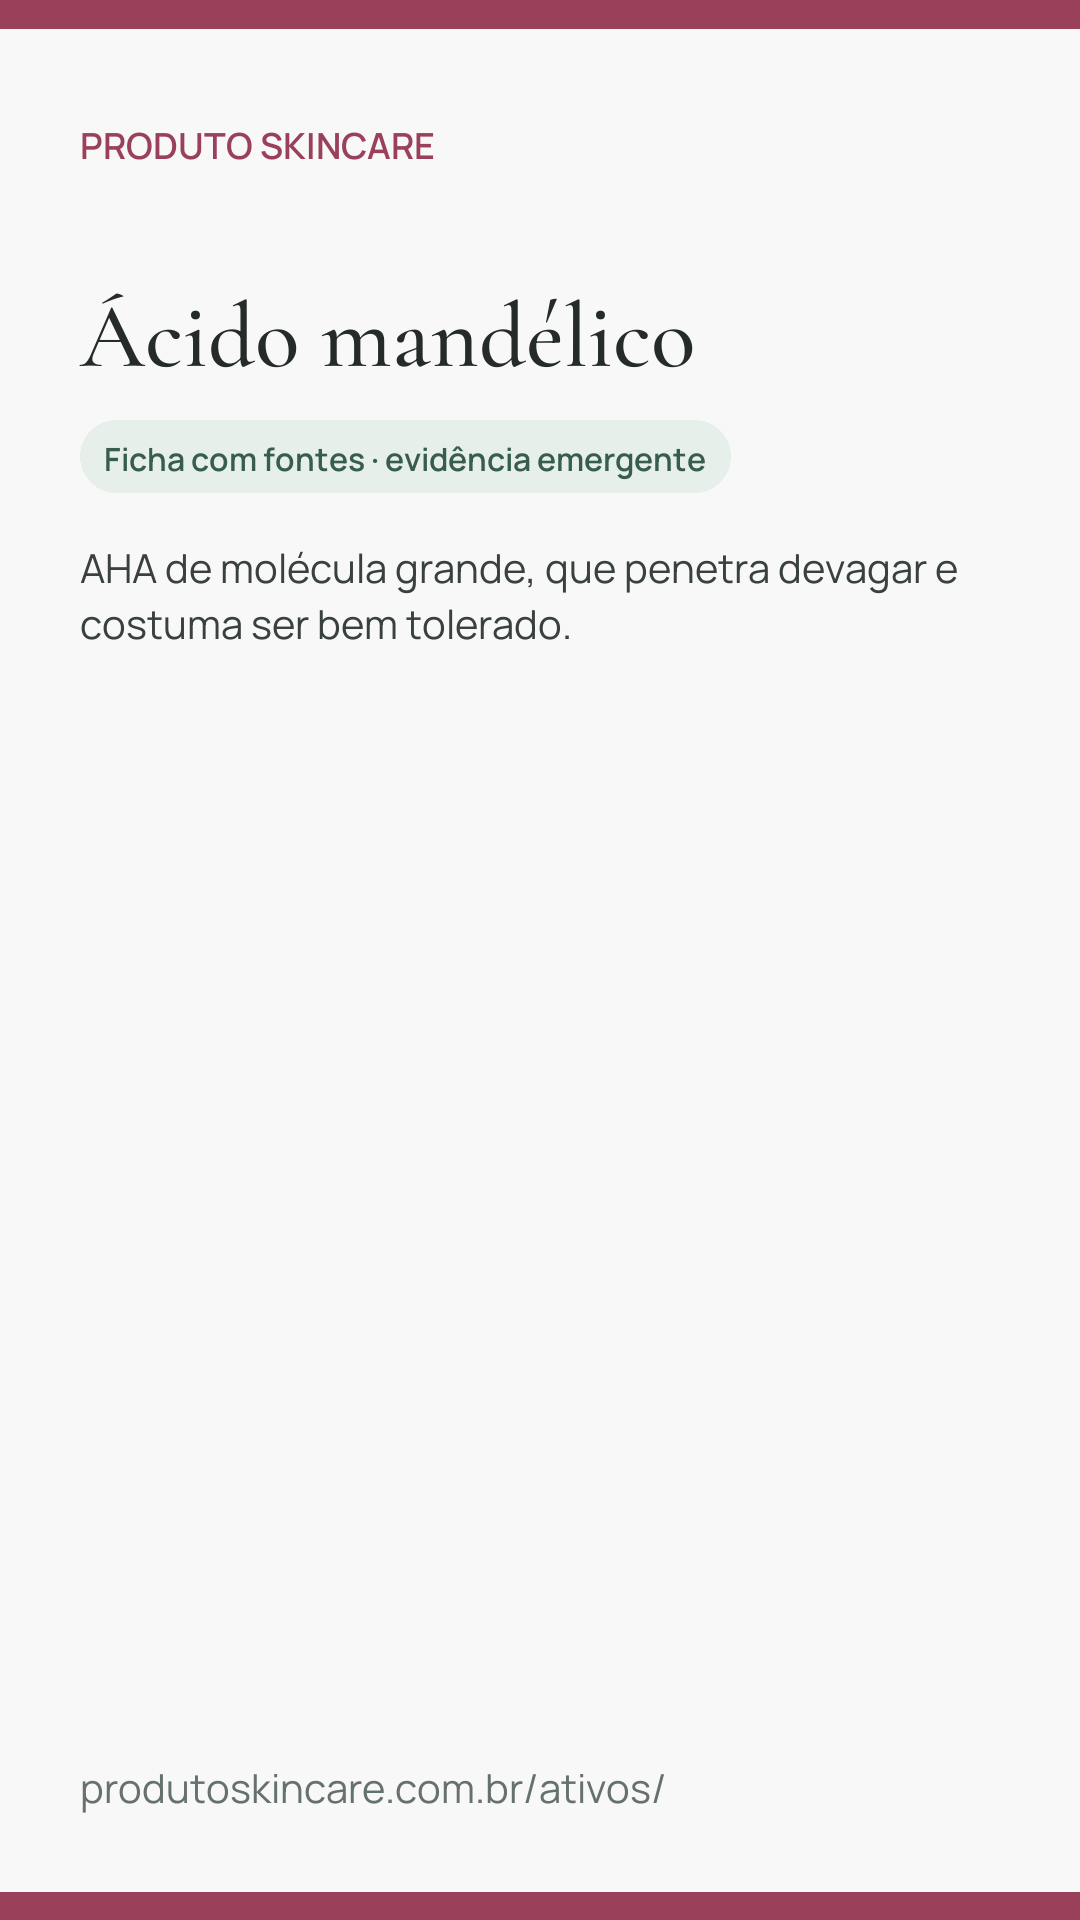 PRODUTO SKINCARE
Ácido mandélico
Ficha com fontes · evidência emergente
AHA de molécula grande, que penetra devagar e
costuma ser bem tolerado.
produtoskincare.com.br/ativos/